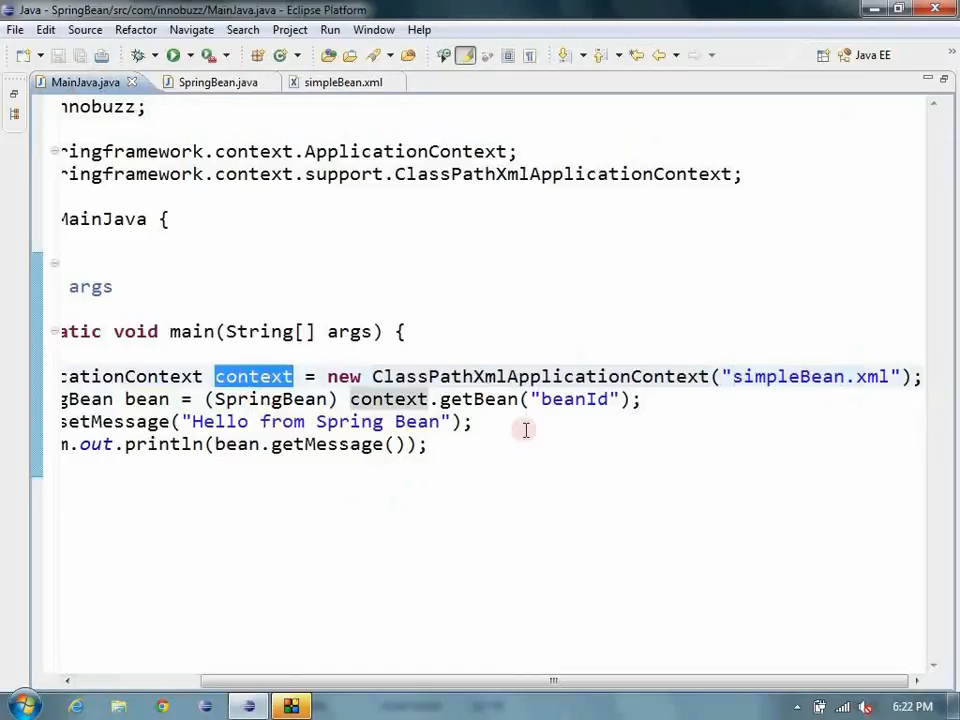 Java - SpringBean/src/com/innobuzz/MainJava.java - Eclipse Platform
File Edit Source Refactor Navigate Search Project Run Window Help
Java EE
MainJava.java SpringBean.java simpleBean.xml
nnobuzz;
ringframework.context.ApplicationContext;
ringframework.context.support.ClassPathXmlApplicationContext;
MainJava {
args
atic void main(String[] args) {
cationContext context = new ClassPathXmlApplicationContext("simpleBean.xml");
gBean bean = (SpringBean) context.getBean("beanId");
setMessage("Hello from Spring Bean");
m.out.println(bean.getMessage());
6:22 PM